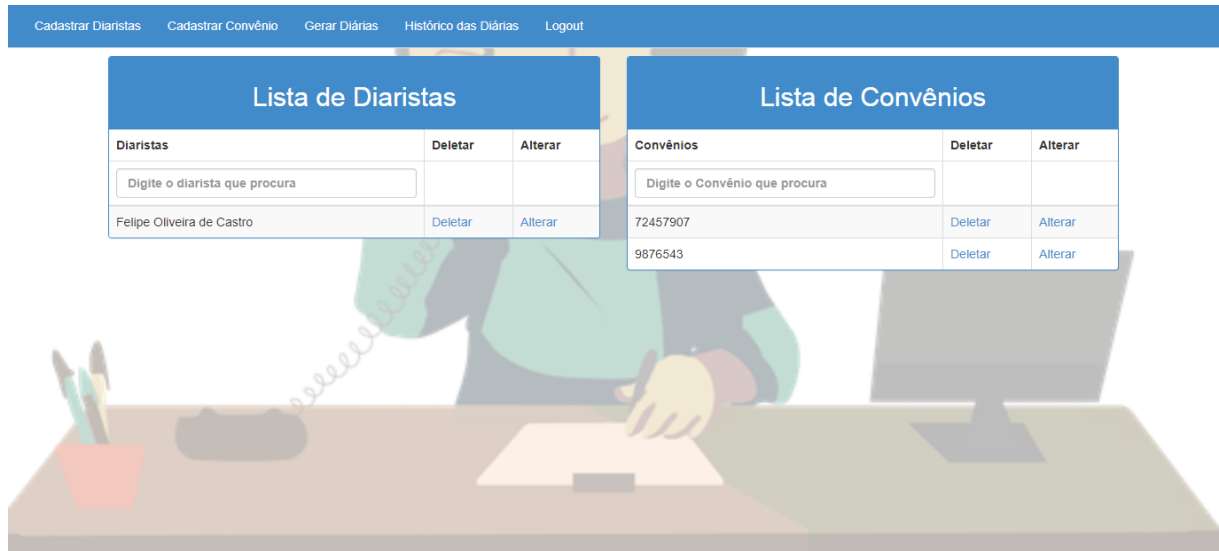 Cadastrar Diaristas Cadastrar Convênio Gerar Diárias Histórico das Diárias Logout
Lista de Diaristas
Diaristas Deletar Alterar
Digite o diarista que procura
Felipe Oliveira de Castro Deletar Alterar
Lista de Convênios
Convênios Deletar Alterar
Digite o Convênio que procura
72457907 Deletar Alterar
9876543 Deletar Alterar